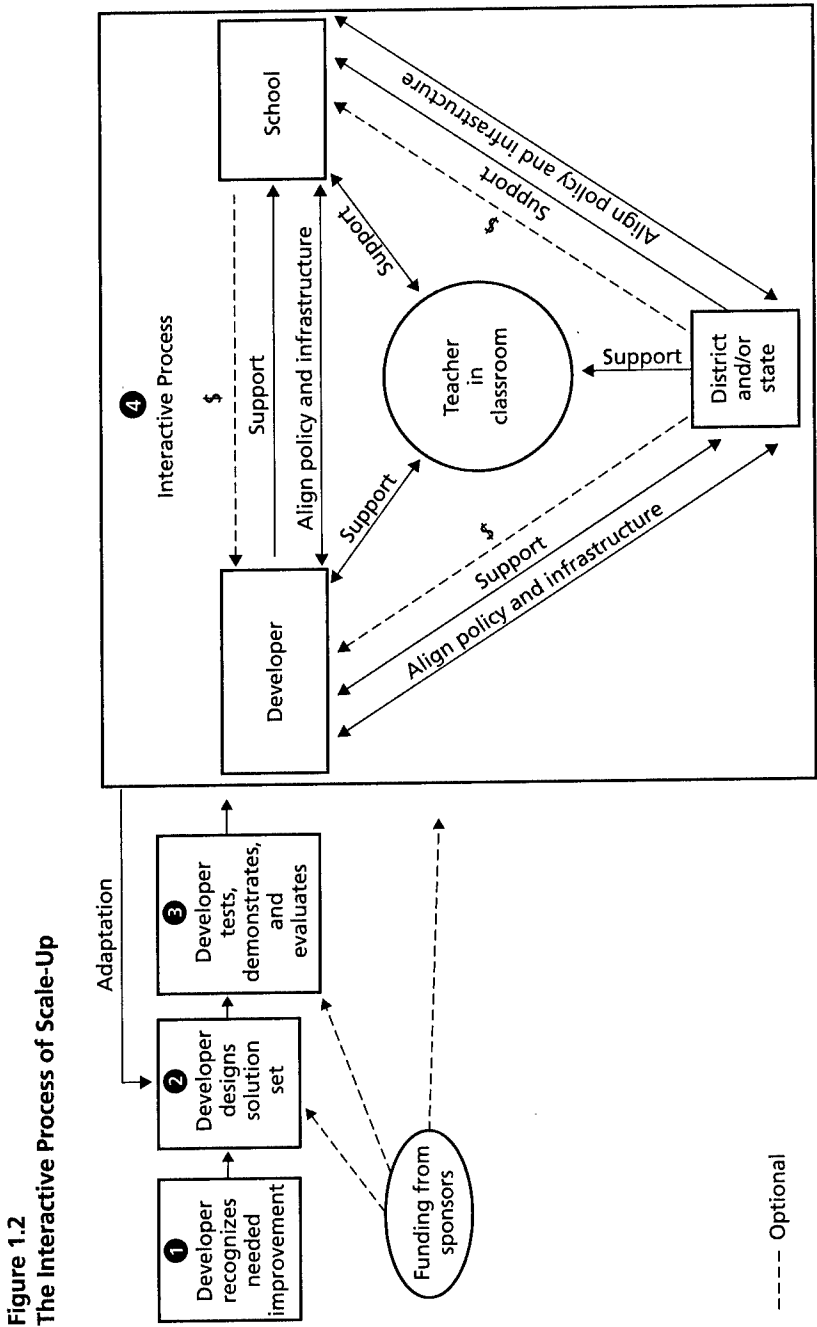 Figure 1.2
The Interactive Process of Scale-Up
1
Developer
recognizes
needed
improvement
2
Developer
designs
solution
set
3
Developer
tests,
demonstrates,
and
evaluates
Adaptation
Funding from
sponsors
4
Interactive Process
Developer
$
Support
Align policy and infrastructure
School
Support
Support
Teacher
in
classroom
$
Support
Align policy and infrastructure
Support
$
Support
Align policy and infrastructure
District
and/or
state
---- Optional